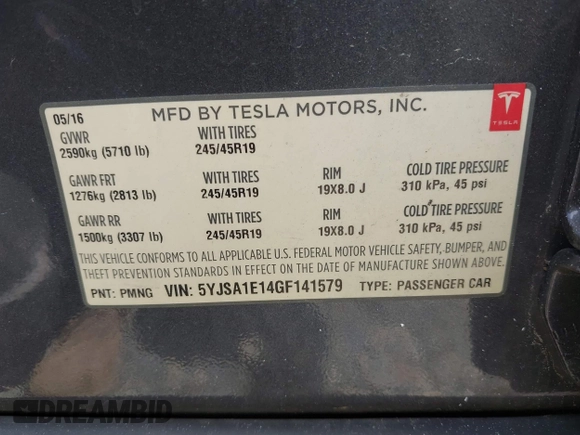 05/16 MFD BY TESLA MOTORS, INC.
TESLA
GVWR WITH TIRES
2590kg (5710 lb) 245/45R19
GAWR FRT WITH TIRES RIM COLD TIRE PRESSURE
1276kg (2813 lb) 245/45R19 19X8.0 J 310 kPa, 45 psi
GAWR RR WITH TIRES RIM COLD TIRE PRESSURE
1500kg (3307 lb) 245/45R19 19X8.0 J 310 kPa, 45 psi
THIS VEHICLE CONFORMS TO ALL APPLICABLE U.S. FEDERAL MOTOR VEHICLE SAFETY, BUMPER, AND
THEFT PREVENTION STANDARDS IN EFFECT ON THE DATE OF MANUFACTURE SHOWN ABOVE.
PNT: PMNG VIN: 5YJSA1E14GF141579 TYPE: PASSENGER CAR
DREAMBID